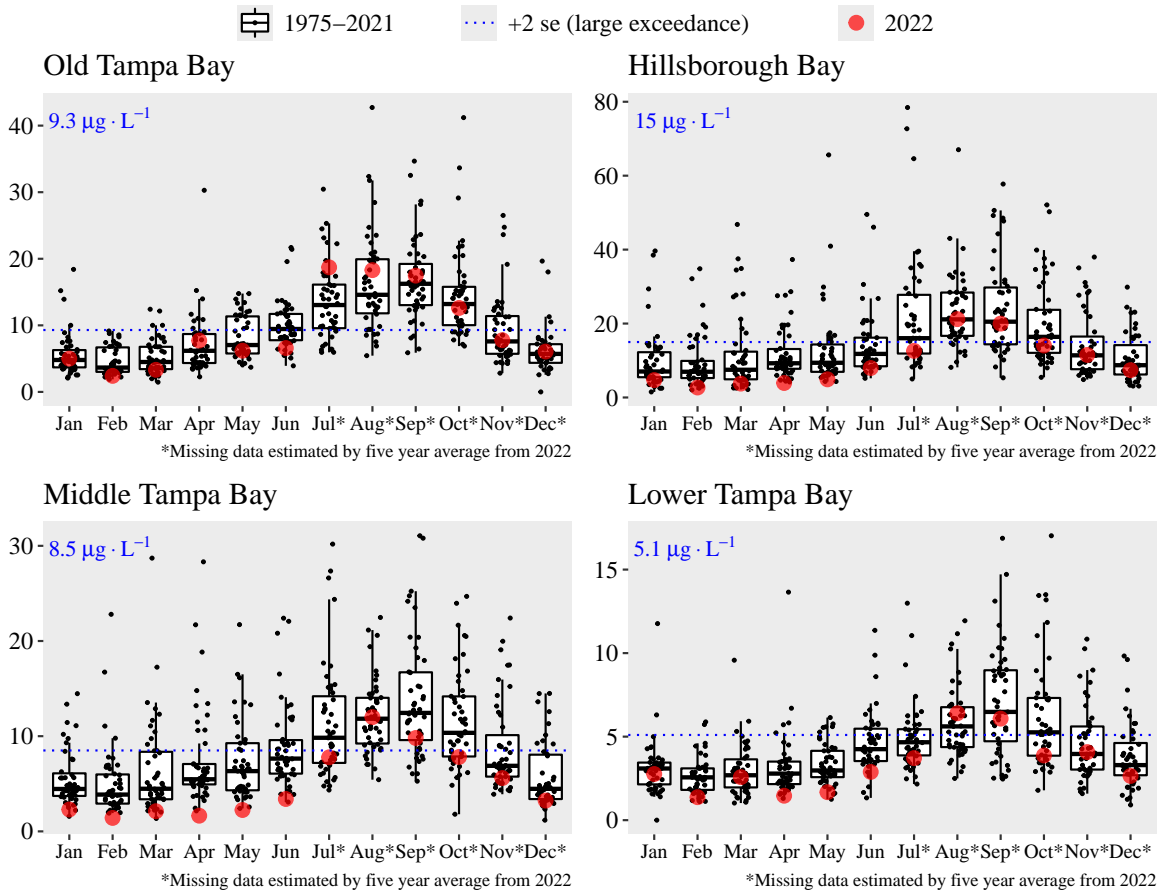 1975–2021 +2 se (large exceedance) 2022
Old Tampa Bay
9.3 μg · L⁻¹
40
30
20
10
0
Jan Feb Mar Apr May Jun Jul* Aug* Sep* Oct* Nov* Dec*
*Missing data estimated by five year average from 2022
Hillsborough Bay
15 μg · L⁻¹
80
60
40
20
0
Jan Feb Mar Apr May Jun Jul* Aug* Sep* Oct* Nov* Dec*
*Missing data estimated by five year average from 2022
Middle Tampa Bay
8.5 μg · L⁻¹
30
20
10
0
Jan Feb Mar Apr May Jun Jul* Aug* Sep* Oct* Nov* Dec*
*Missing data estimated by five year average from 2022
Lower Tampa Bay
5.1 μg · L⁻¹
15
10
5
0
Jan Feb Mar Apr May Jun Jul* Aug* Sep* Oct* Nov* Dec*
*Missing data estimated by five year average from 2022